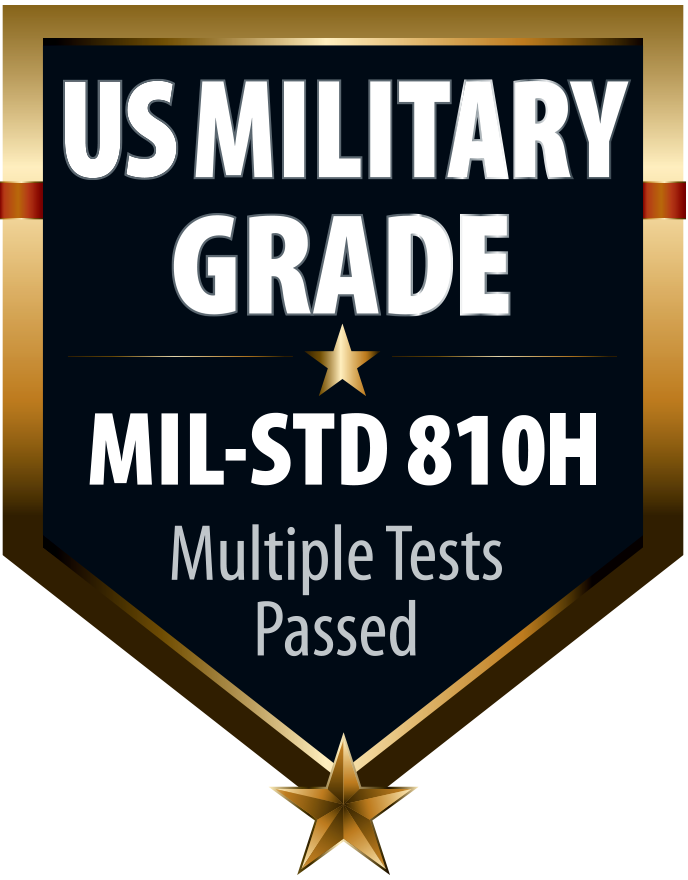 US MILITARY
GRADE
MIL-STD 810H
Multiple Tests
Passed